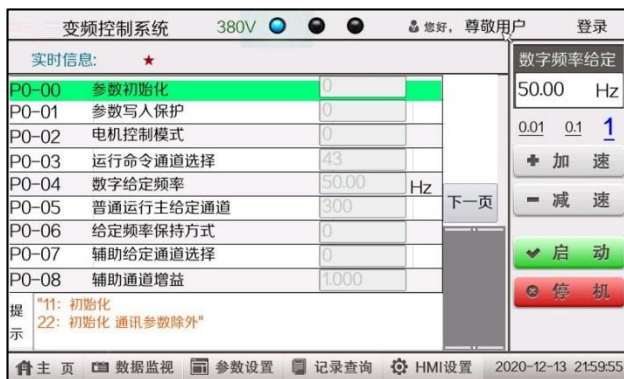 变频控制系统 380V 您好, 尊敬用户 登录
实时信息: ★
P0-00 参数初始化 0
P0-01 参数写人保护 0
P0-02 电机控制模式 0
P0-03 运行命令通道选择 43
P0-04 数字给定频率 50.00 Hz
P0-05 普通运行主给定通道 300
P0-06 给定频率保持方式 0
P0-07 辅助给定通道选择 0
P0-08 辅助通道增益 1.000
下一页
提示
"11: 初始化
22: 初始化 通讯参数除外"
数字频率给定
50.00 Hz
0.01 0.1 1
加 速
减 速
启 动
停 机
主 页 数据监视 参数设置 记录查询 HMI设置 2020-12-13 21:59:55